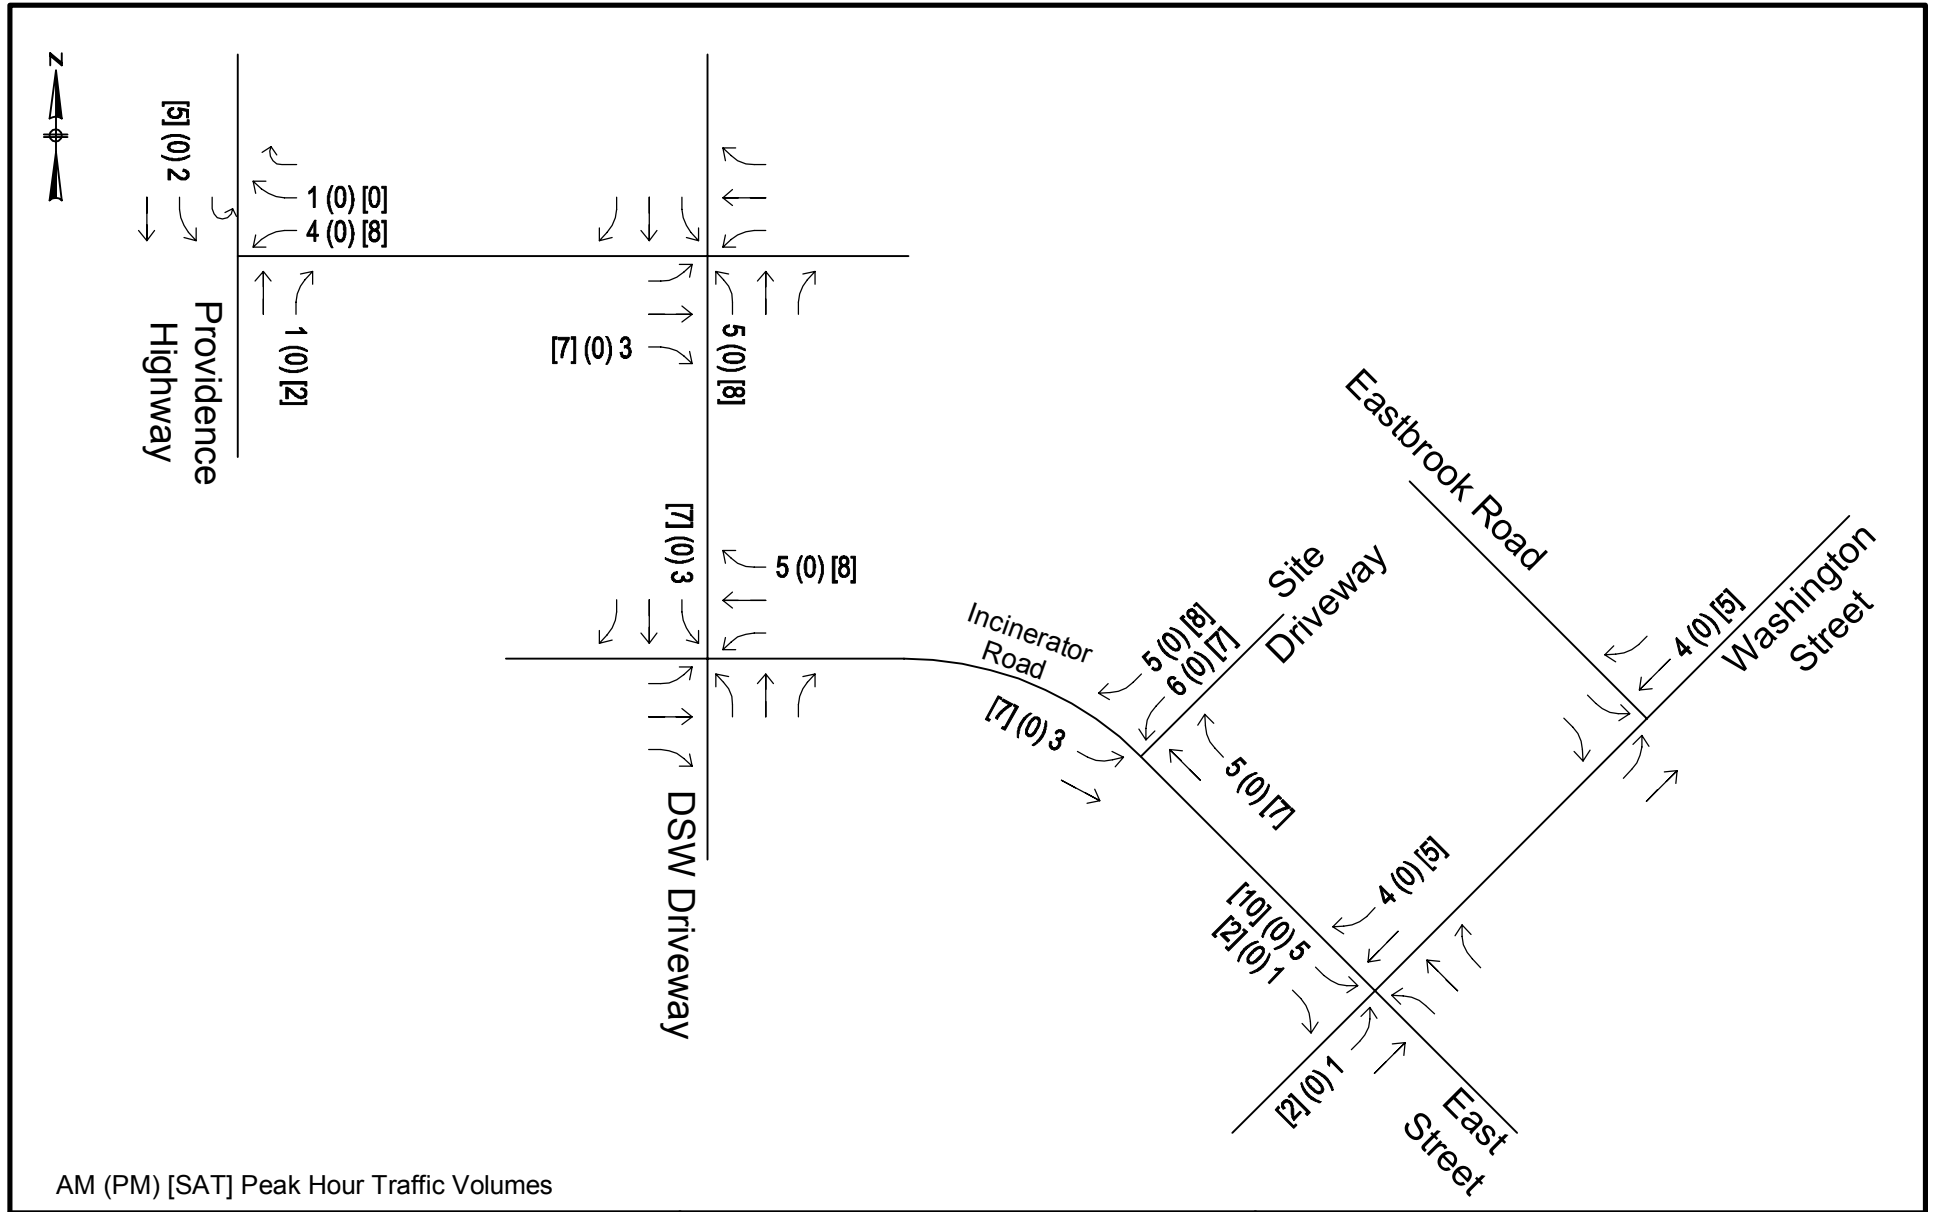 N
[5] (0) 2
1 (0) [0]
4 (0) [8]
1 (0) [2]
Providence
Highway
[7] (0) 3
5 (0) [8]
[7] (0) 3
5 (0) [8]
DSW Driveway
Incinerator
Road
[7] (0) 3
5 (0) [8]
6 (0) [7]
Site
Driveway
5 (0) [7]
Eastbrook Road
4 (0) [5]
Washington
Street
4 (0) [5]
[10] (0) 5
[2] (0) 1
[2] (0) 1
East
Street
AM (PM) [SAT] Peak Hour Traffic Volumes